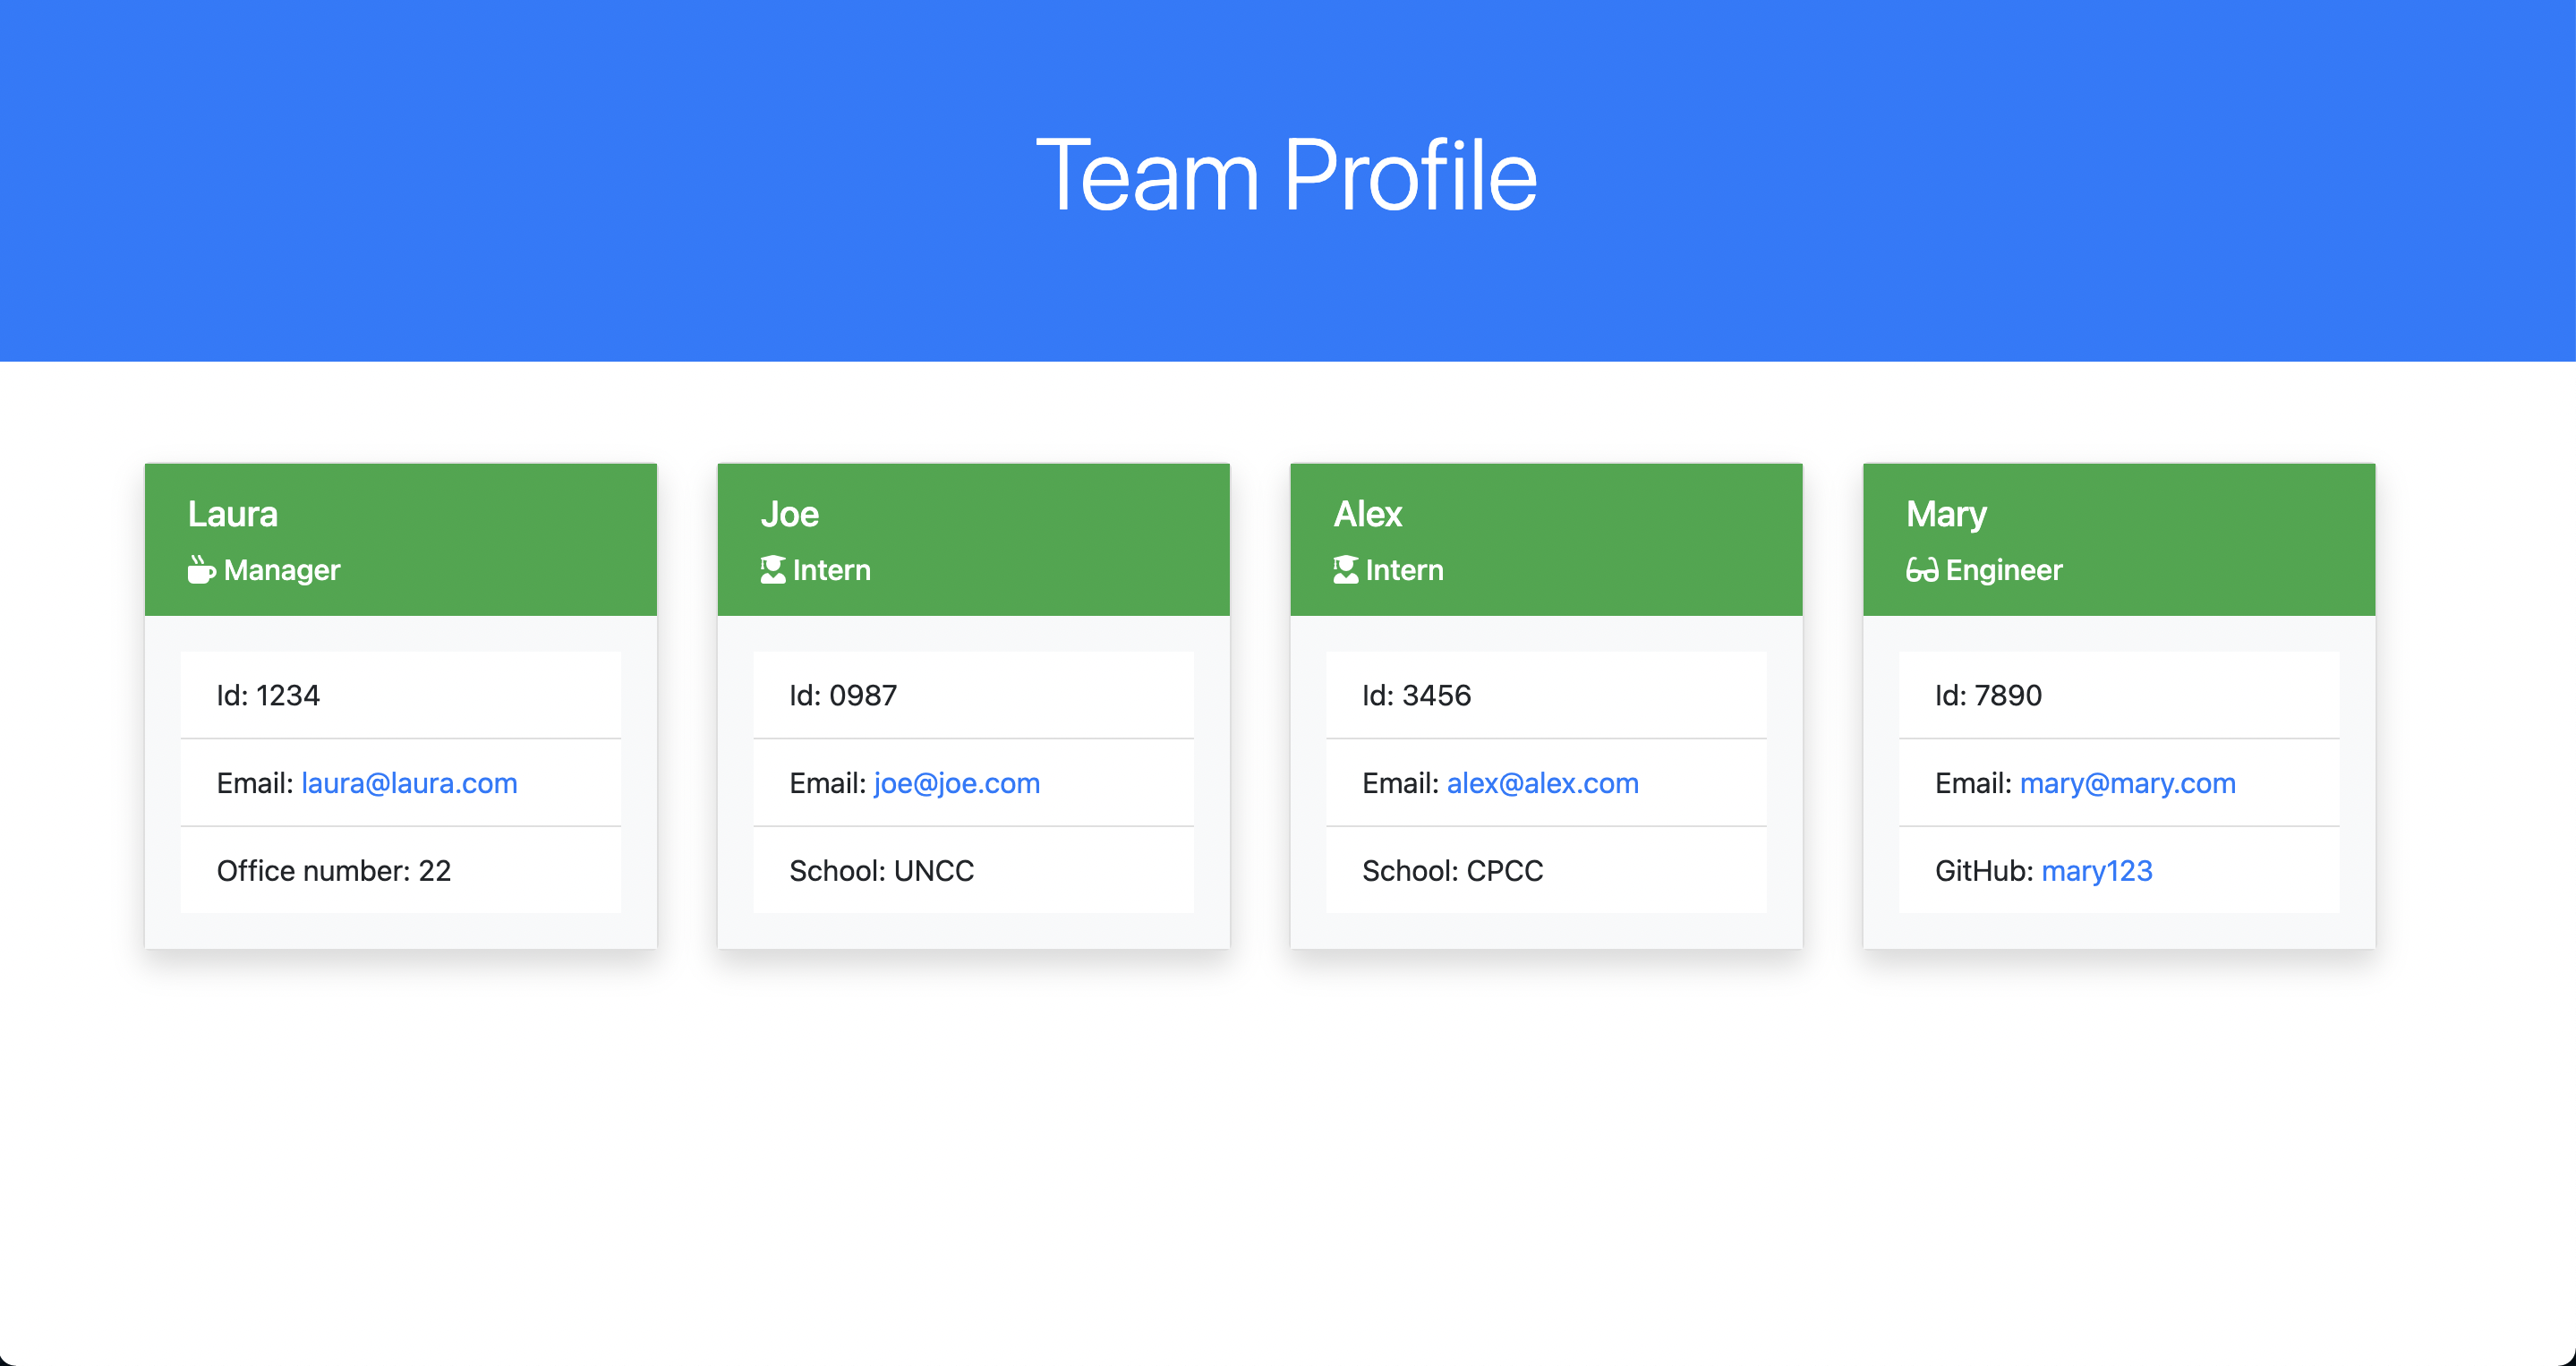 Team Profile
Laura
Manager
Id: 1234
Email: laura@laura.com
Office number: 22
Joe
Intern
Id: 0987
Email: joe@joe.com
School: UNCC
Alex
Intern
Id: 3456
Email: alex@alex.com
School: CPCC
Mary
Engineer
Id: 7890
Email: mary@mary.com
GitHub: mary123